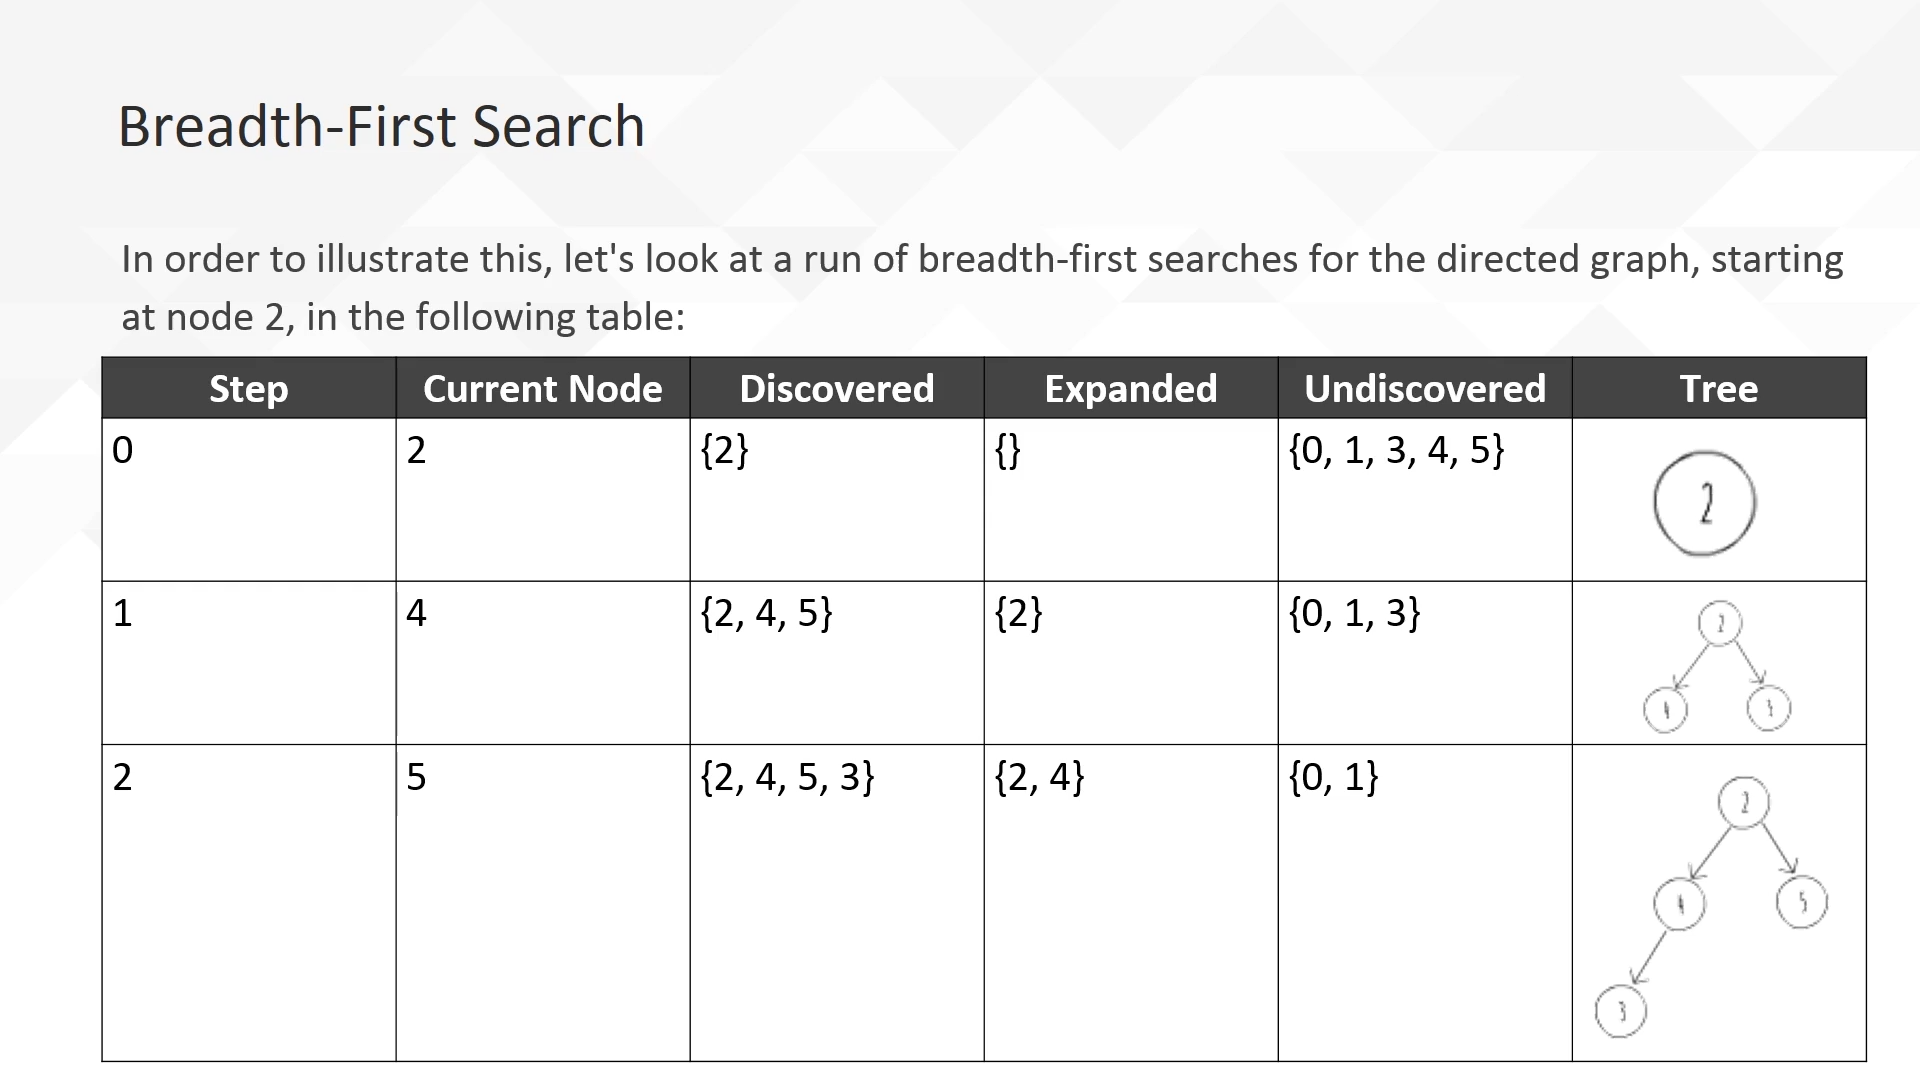 Breadth-First Search
In order to illustrate this, let's look at a run of breadth-first searches for the directed graph, starting
at node 2, in the following table:
Step Current Node Discovered Expanded Undiscovered Tree
0 2 {2} {} {0, 1, 3, 4, 5}
2
1 4 {2, 4, 5} {2} {0, 1, 3}
2
4
2 5 {2, 4, 5, 3} {2, 4} {0, 1}
2
4 5
3